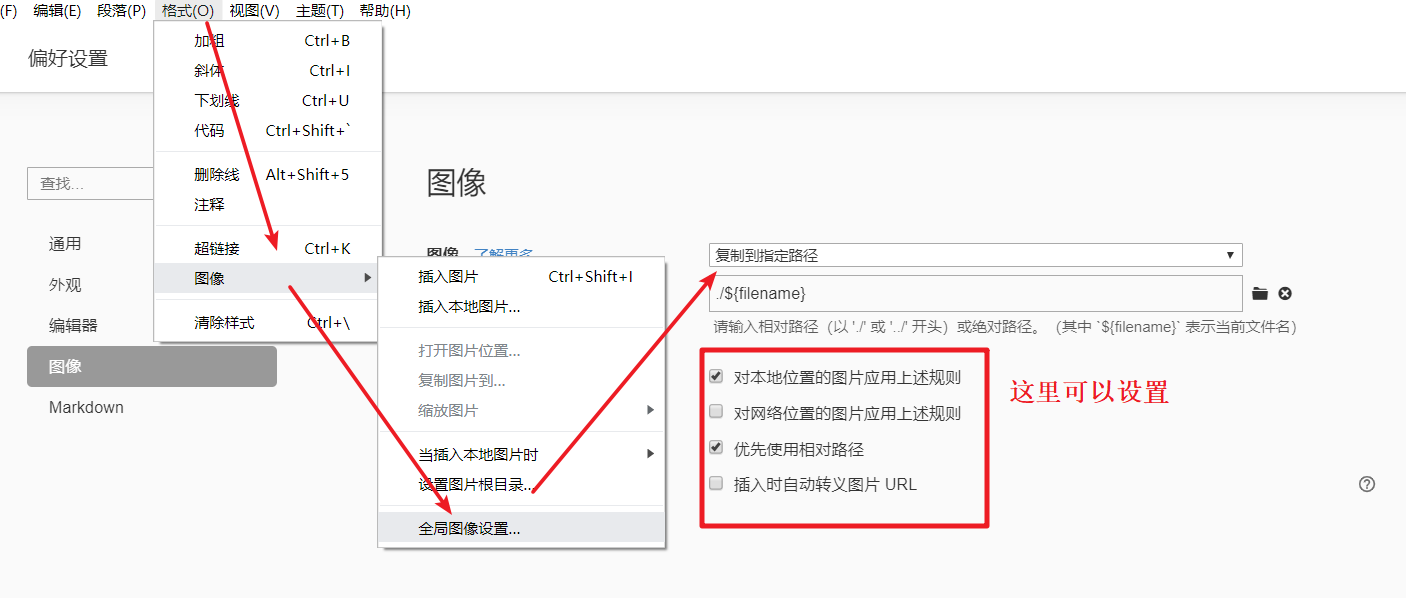 (F) 编辑(E) 段落(P) 格式(O) 视图(V) 主题(T) 帮助(H)
偏好设置
加粗 Ctrl+B
斜体 Ctrl+I
下划线 Ctrl+U
代码 Ctrl+Shift+`
删除线 Alt+Shift+5
注释
超链接 Ctrl+K
图像
清除样式 Ctrl+\
查找...
通用
外观
编辑器
图像
Markdown
插入图片 Ctrl+Shift+I
插入本地图片...
打开图片位置...
复制图片到...
缩放图片
当插入本地图片时
设置图片根目录...
全局图像设置...
图像
图像 了解更多
复制到指定路径
./${filename}
请输入相对路径（以 './' 或 '../' 开头）或绝对路径。 （其中 `${filename}` 表示当前文件名）
对本地位置的图片应用上述规则
对网络位置的图片应用上述规则
优先使用相对路径
插入时自动转义图片 URL
这里可以设置